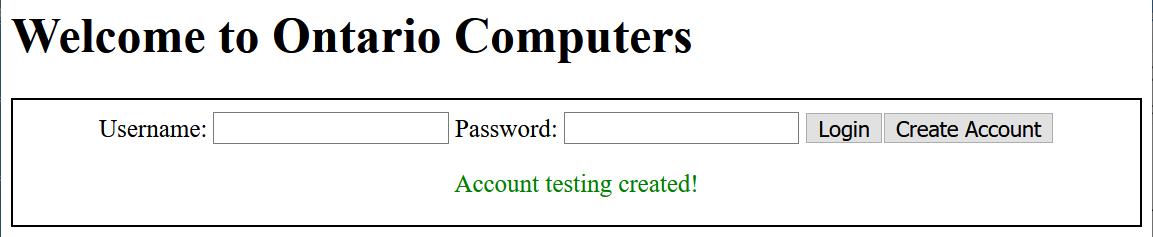 Welcome to Ontario Computers
Username: Password: Login Create Account
Account testing created!